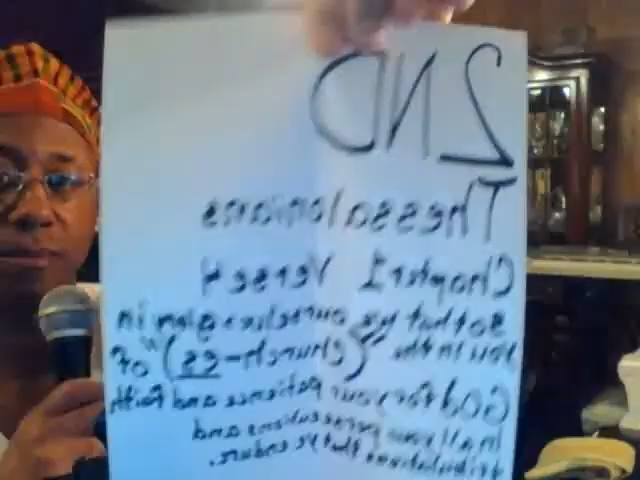 2ND
Thessalonians
Chapter 1 Verse 4
So that we ourselves glory in
You in the "(church-es)" of
God for your patience and faith
in all your persecutions and
tribulations that ye endure.